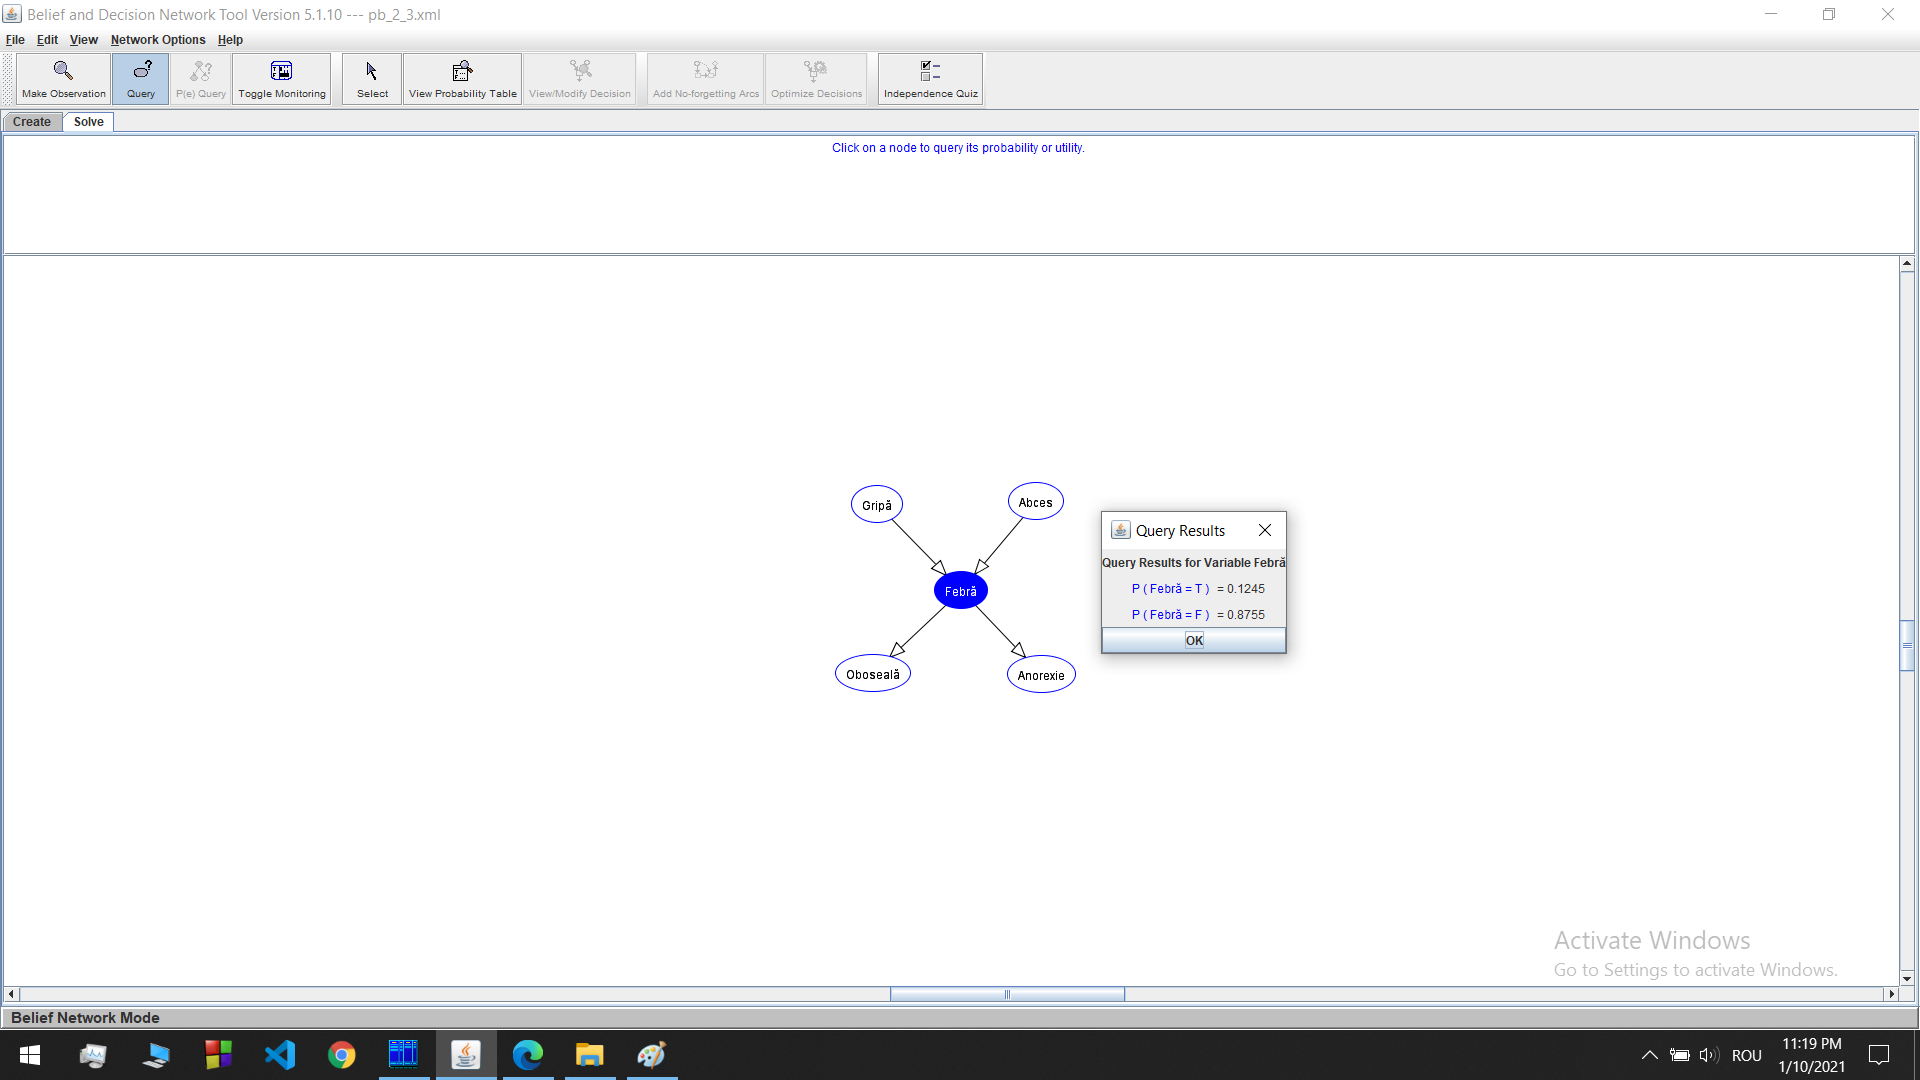 Belief and Decision Network Tool Version 5.1.10 --- pb_2_3.xml
File Edit View Network Options Help
Make Observation Query P(e) Query Toggle Monitoring Select View Probability Table View/Modify Decision Add No-forgetting Arcs Optimize Decisions Independence Quiz
Create Solve
Click on a node to query its probability or utility.
Gripă Abces
Query Results
Query Results for Variable Febră
P ( Febră = T ) = 0.1245
Febră
P ( Febră = F ) = 0.8755
OK
Oboseală Anorexie
Activate Windows
Go to Settings to activate Windows.
Belief Network Mode
11:19 PM
ROU
1/10/2021